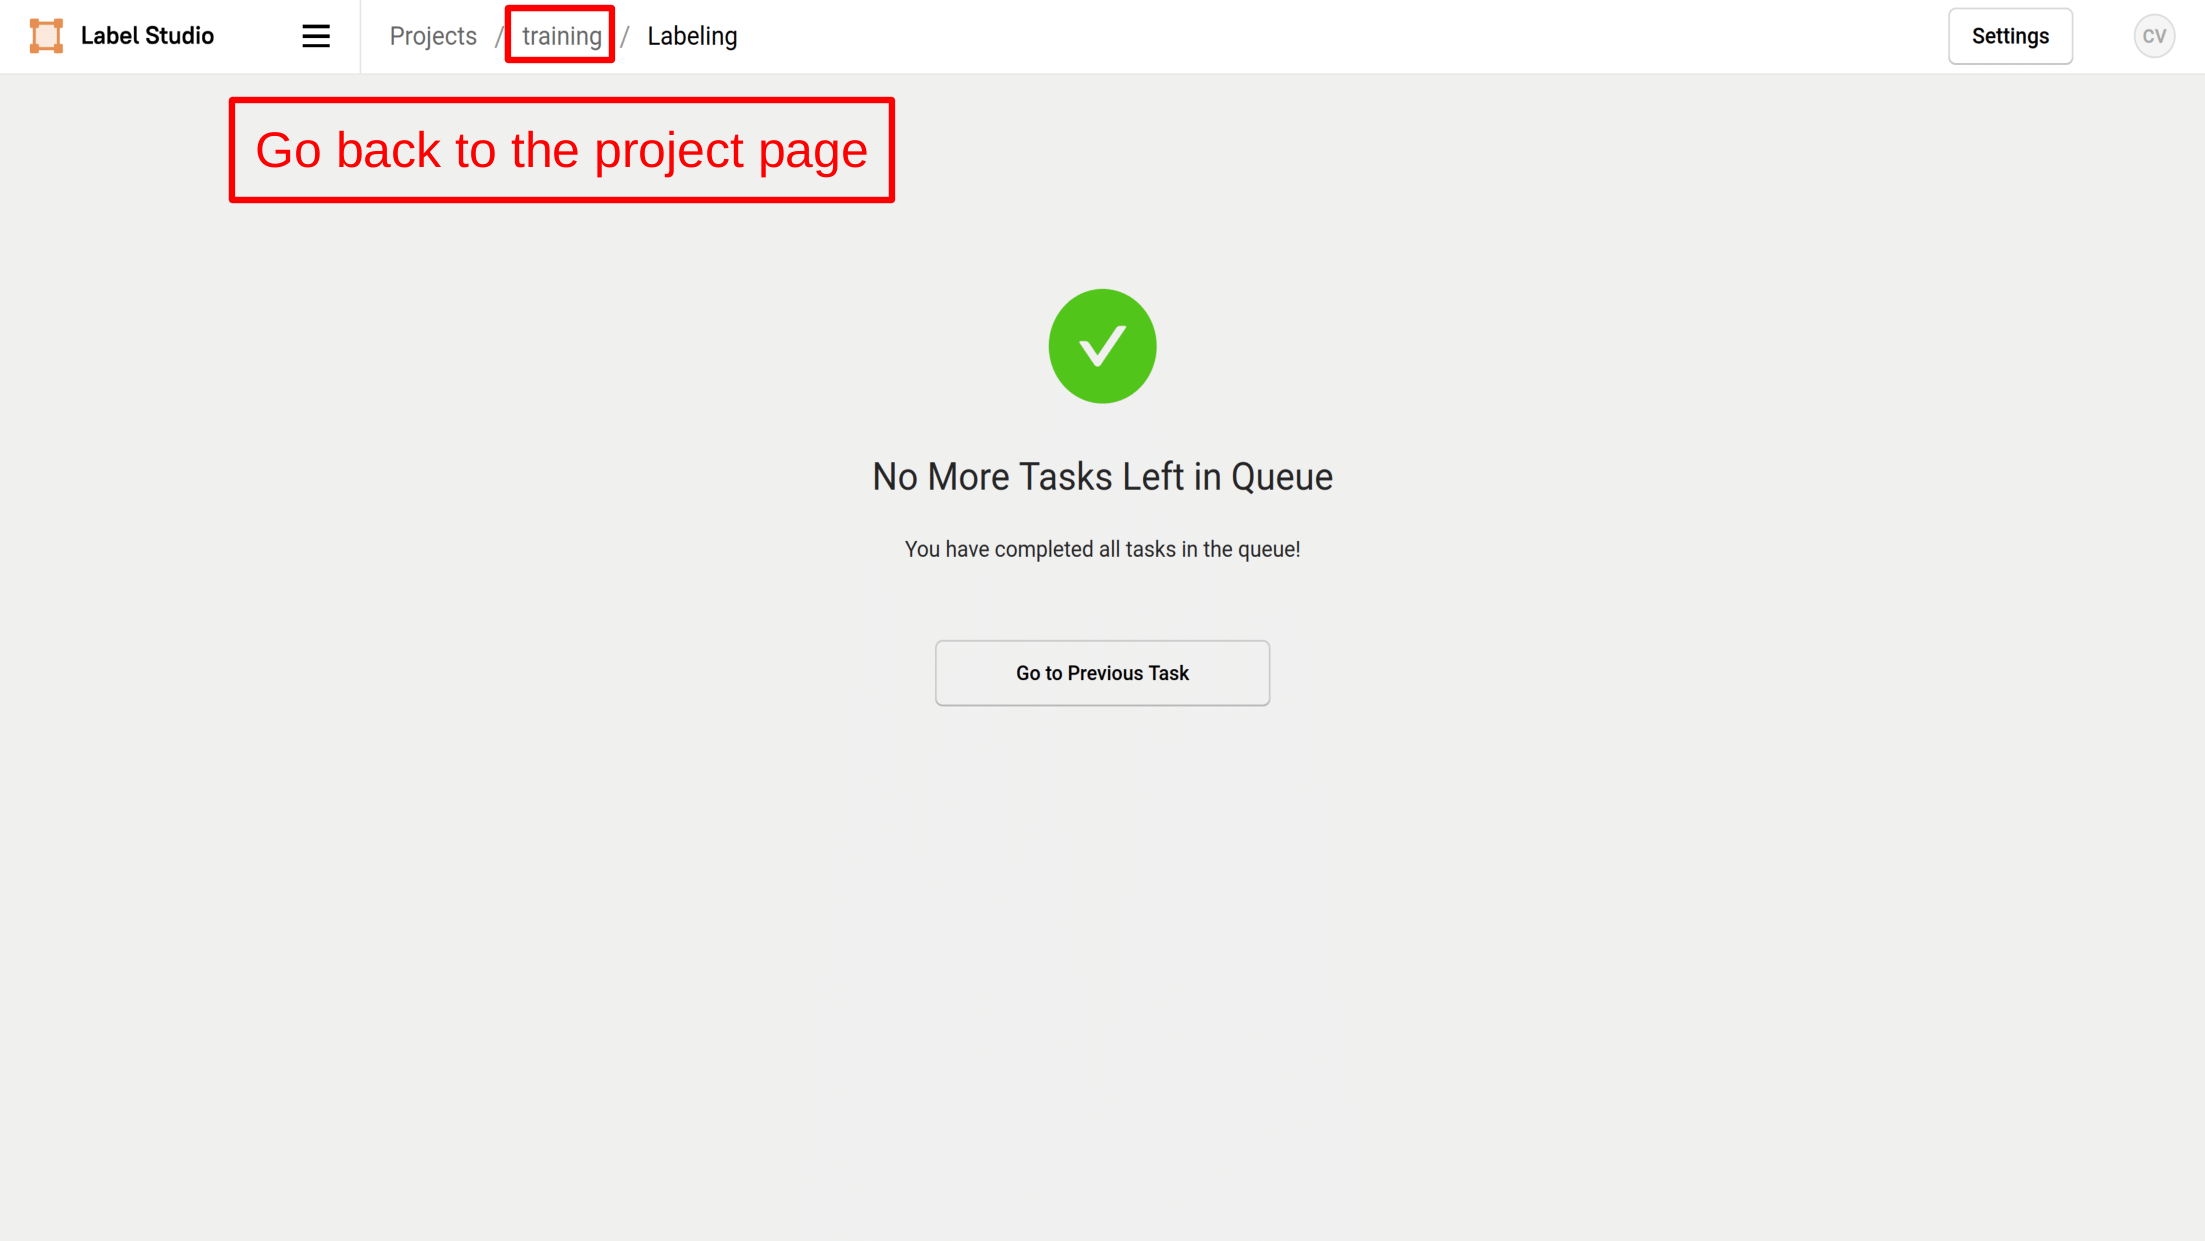 Label Studio
Projects / training / Labeling
Settings
CV
Go back to the project page
No More Tasks Left in Queue
You have completed all tasks in the queue!
Go to Previous Task